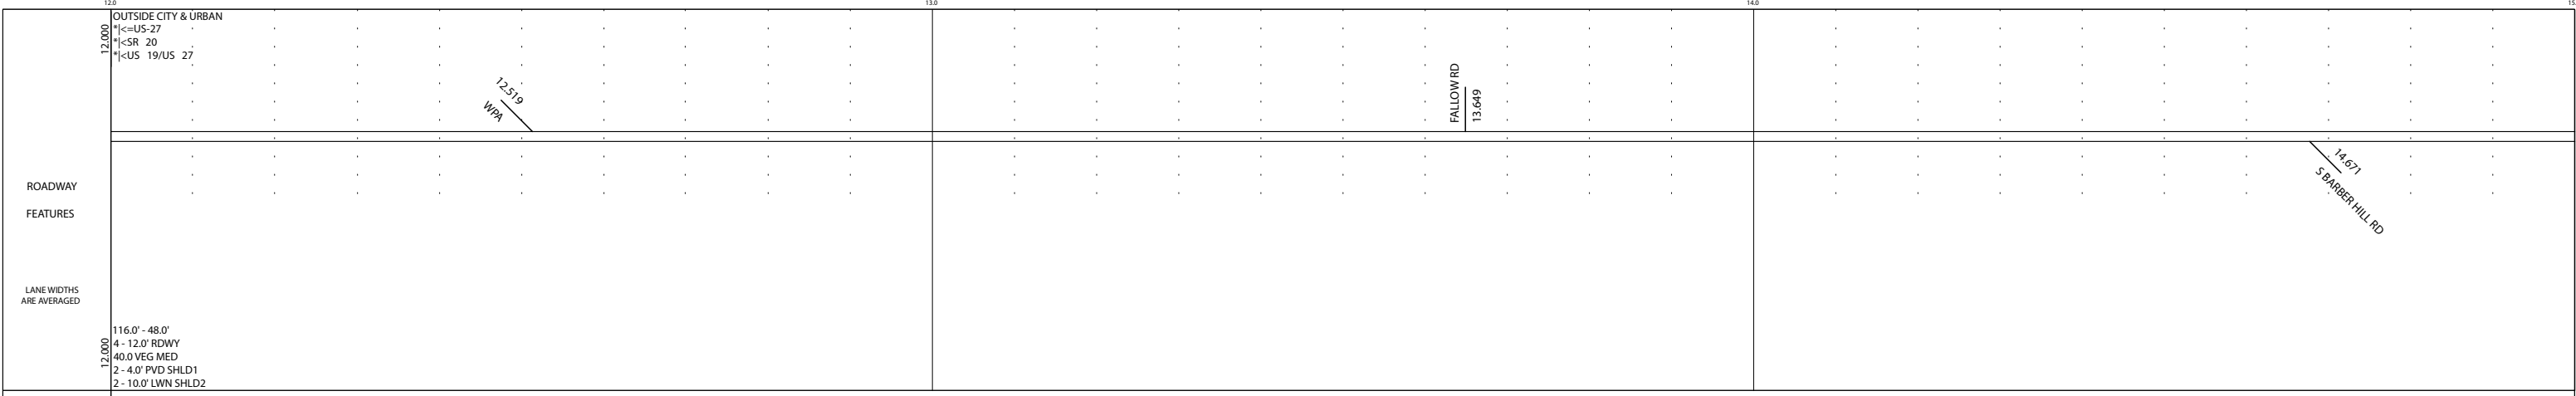 12.0
13.0
14.0
15.
OUTSIDE CITY & URBAN
*|<=US-27
*|<SR 20
*|<US 19/US 27
12.000
12.519
WPA
FALLOW RD
13.649
14.671
S BARBER HILL RD
ROADWAY
FEATURES
LANE WIDTHS
ARE AVERAGED
12.000
116.0' - 48.0'
4 - 12.0' RDWY
40.0 VEG MED
2 - 4.0' PVD SHLD1
2 - 10.0' LWN SHLD2